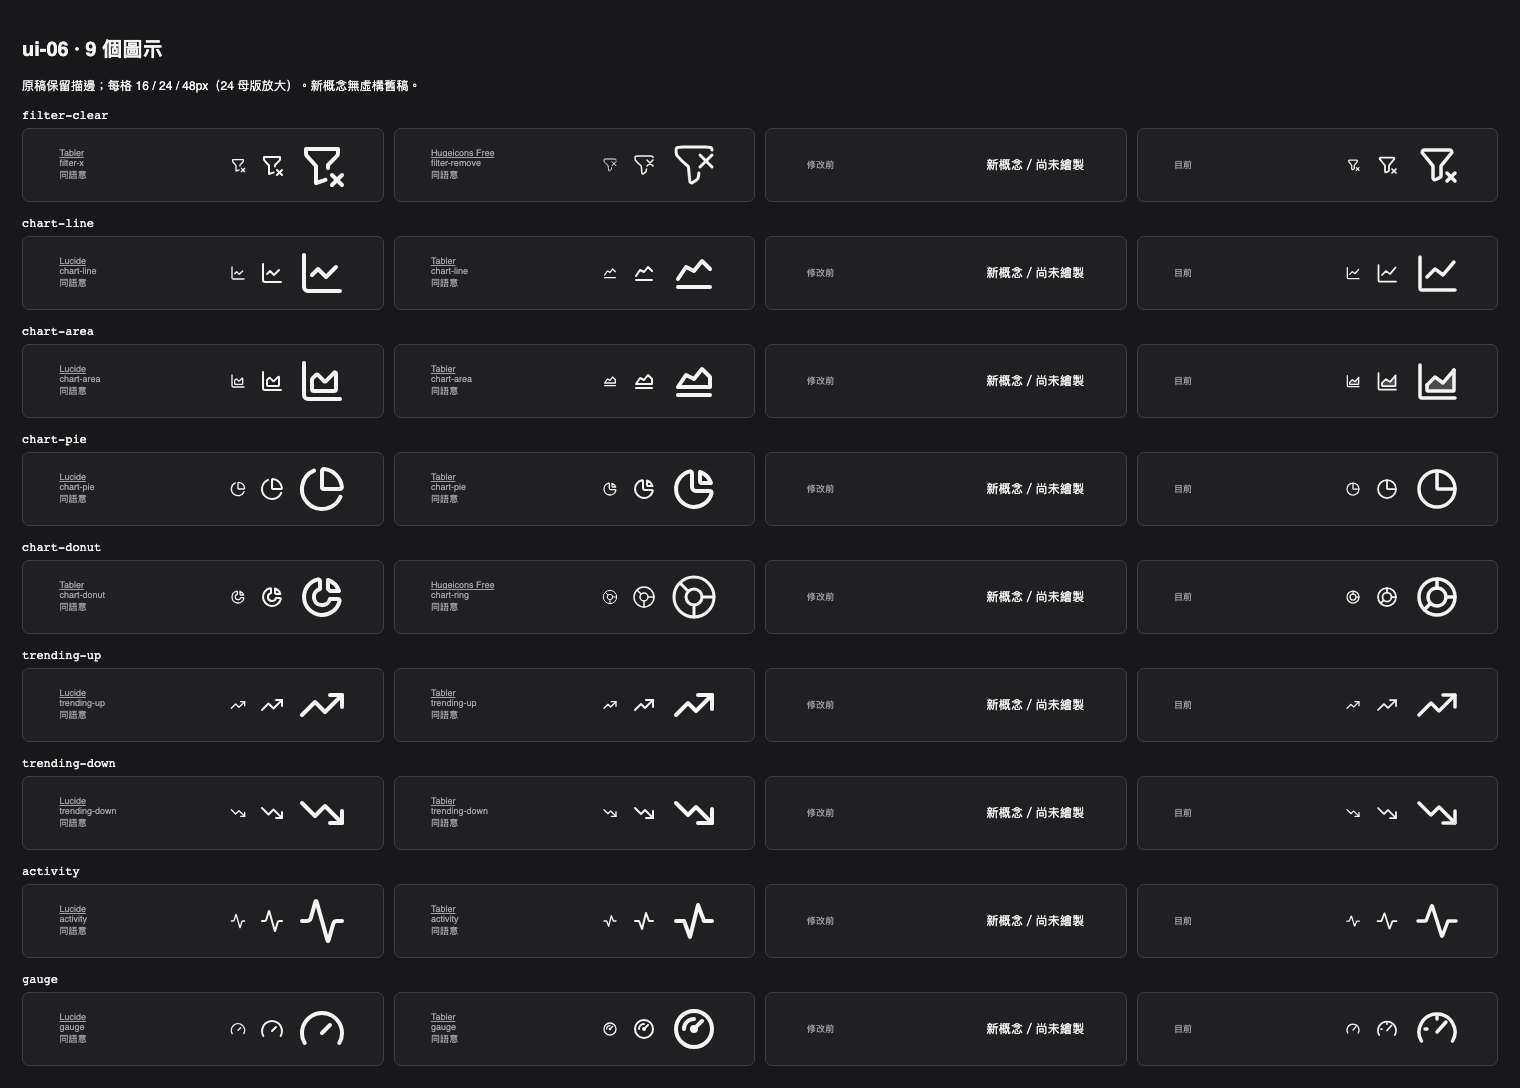 ui-06 · 9 個圖示
原稿保留描邊；每格 16 / 24 / 48px（24 母版放大）。新概念無虛構舊稿。
filter-clear
Tabler
filter-x
同語意
Hugeicons Free
filter-remove
同語意
修改前
新概念 / 尚未繪製
目前
chart-line
Lucide
chart-line
同語意
Tabler
chart-line
同語意
修改前
新概念 / 尚未繪製
目前
chart-area
Lucide
chart-area
同語意
Tabler
chart-area
同語意
修改前
新概念 / 尚未繪製
目前
chart-pie
Lucide
chart-pie
同語意
Tabler
chart-pie
同語意
修改前
新概念 / 尚未繪製
目前
chart-donut
Tabler
chart-donut
同語意
Hugeicons Free
chart-ring
同語意
修改前
新概念 / 尚未繪製
目前
trending-up
Lucide
trending-up
同語意
Tabler
trending-up
同語意
修改前
新概念 / 尚未繪製
目前
trending-down
Lucide
trending-down
同語意
Tabler
trending-down
同語意
修改前
新概念 / 尚未繪製
目前
activity
Lucide
activity
同語意
Tabler
activity
同語意
修改前
新概念 / 尚未繪製
目前
gauge
Lucide
gauge
同語意
Tabler
gauge
同語意
修改前
新概念 / 尚未繪製
目前